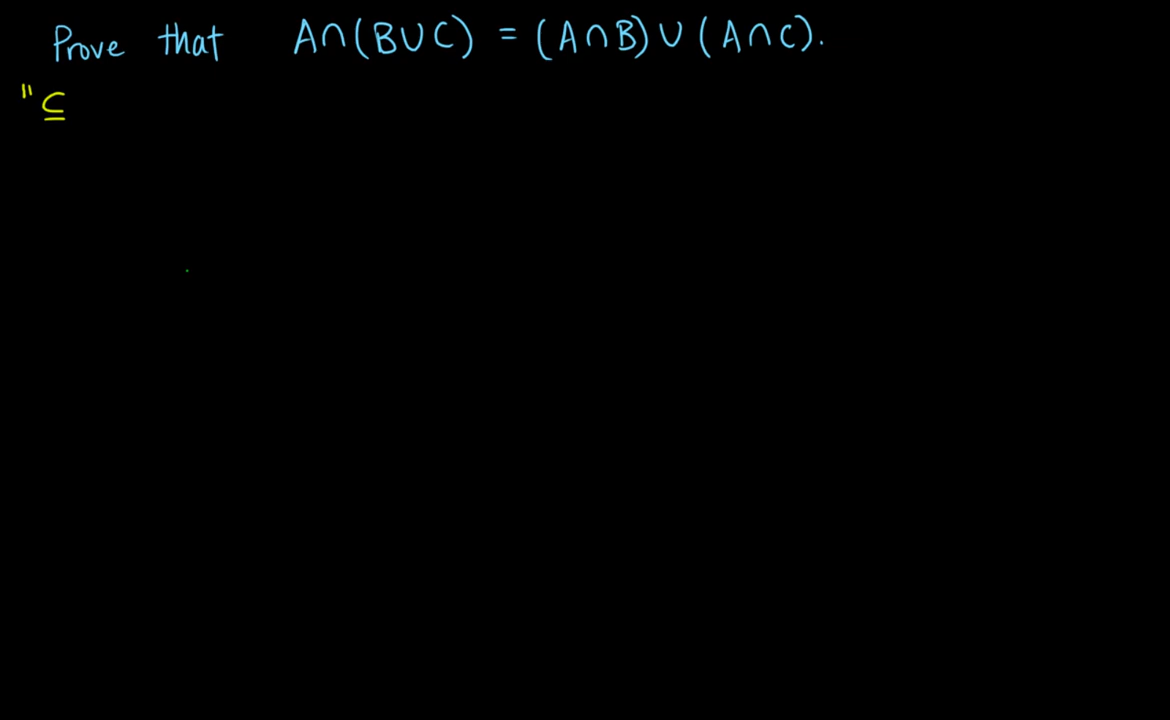 Prove that A∩(B∪C) = (A∩B)∪(A∩C).
"⊆